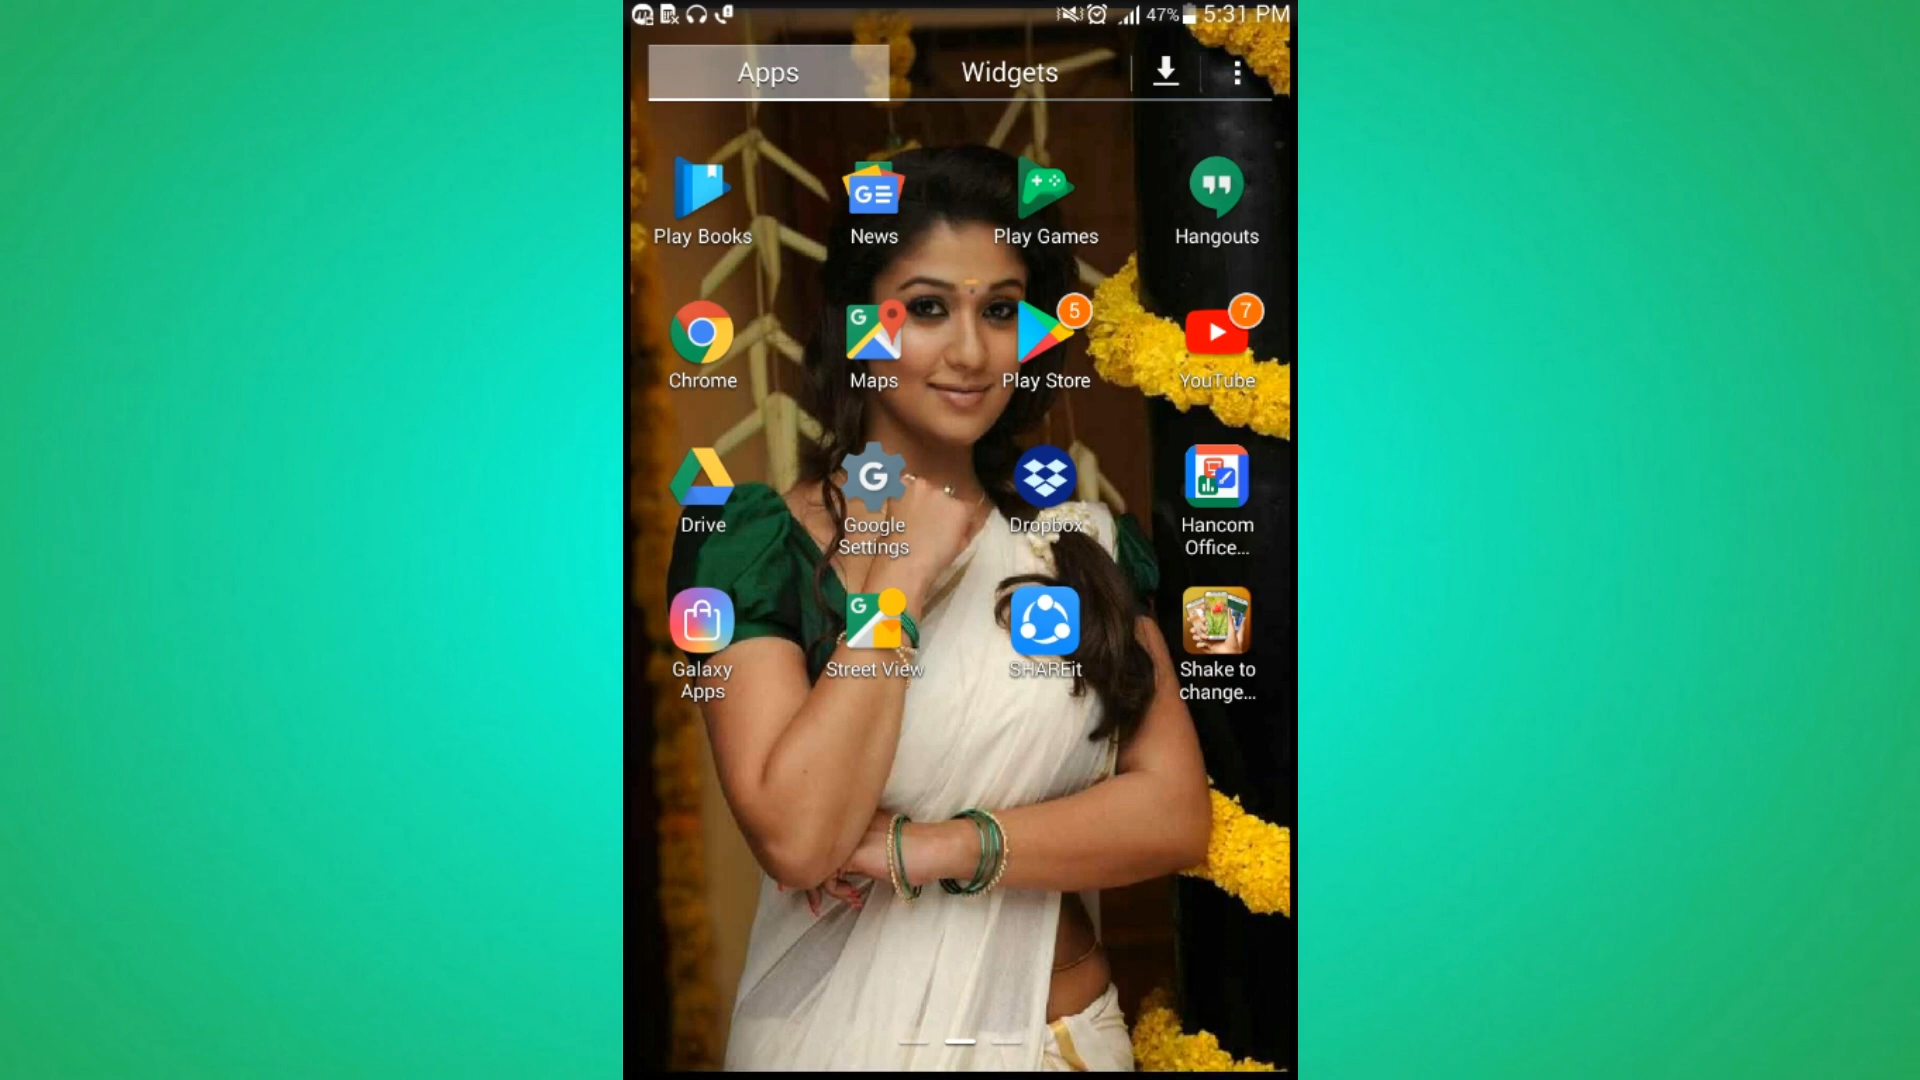 47% 5:31 PM
Apps Widgets
Play Books News Play Games Hangouts
5 7
Chrome Maps Play Store YouTube
Drive Google Settings Dropbox Hancom Office...
Galaxy Apps Street View SHAREit Shake to change...